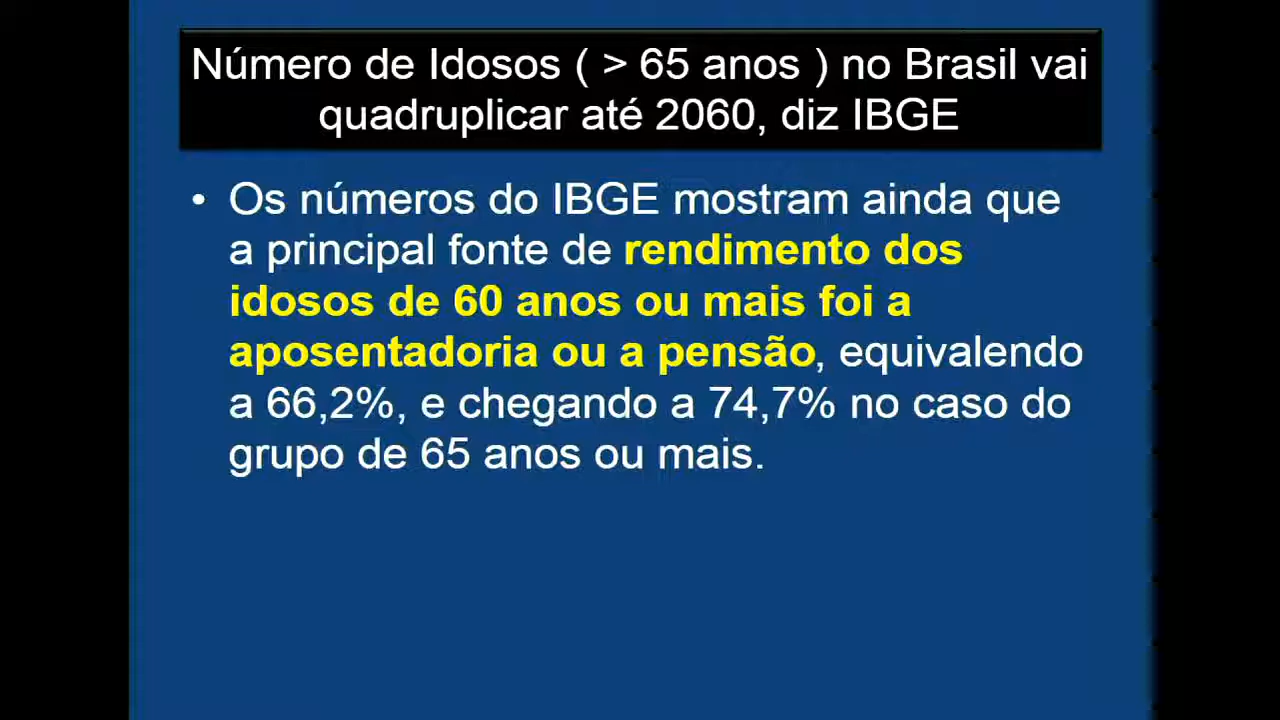 Número de Idosos ( > 65 anos ) no Brasil vai
quadruplicar até 2060, diz IBGE
• Os números do IBGE mostram ainda que
a principal fonte de rendimento dos
idosos de 60 anos ou mais foi a
aposentadoria ou a pensão, equivalendo
a 66,2%, e chegando a 74,7% no caso do
grupo de 65 anos ou mais.